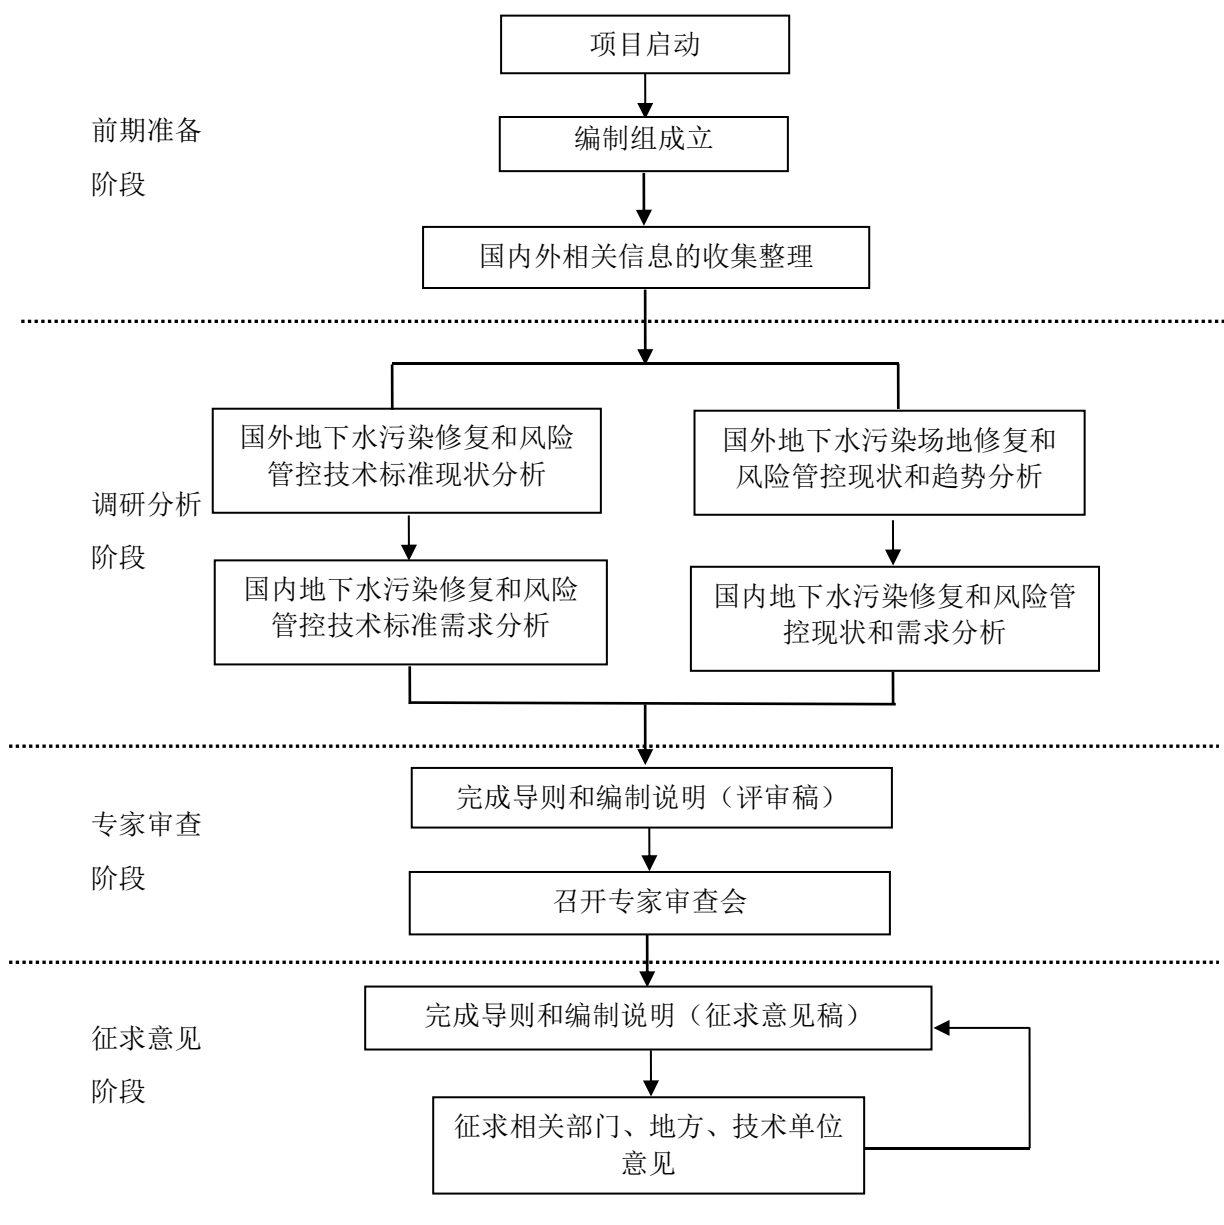 项目启动
前期准备
阶段
编制组成立
国内外相关信息的收集整理
调研分析
阶段
国外地下水污染修复和风险
管控技术标准现状分析
国外地下水污染场地修复和
风险管控现状和趋势分析
国内地下水污染修复和风险
管控技术标准需求分析
国内地下水污染修复和风险管
控现状和需求分析
专家审查
阶段
完成导则和编制说明（评审稿）
召开专家审查会
征求意见
阶段
完成导则和编制说明（征求意见稿）
征求相关部门、地方、技术单位
意见